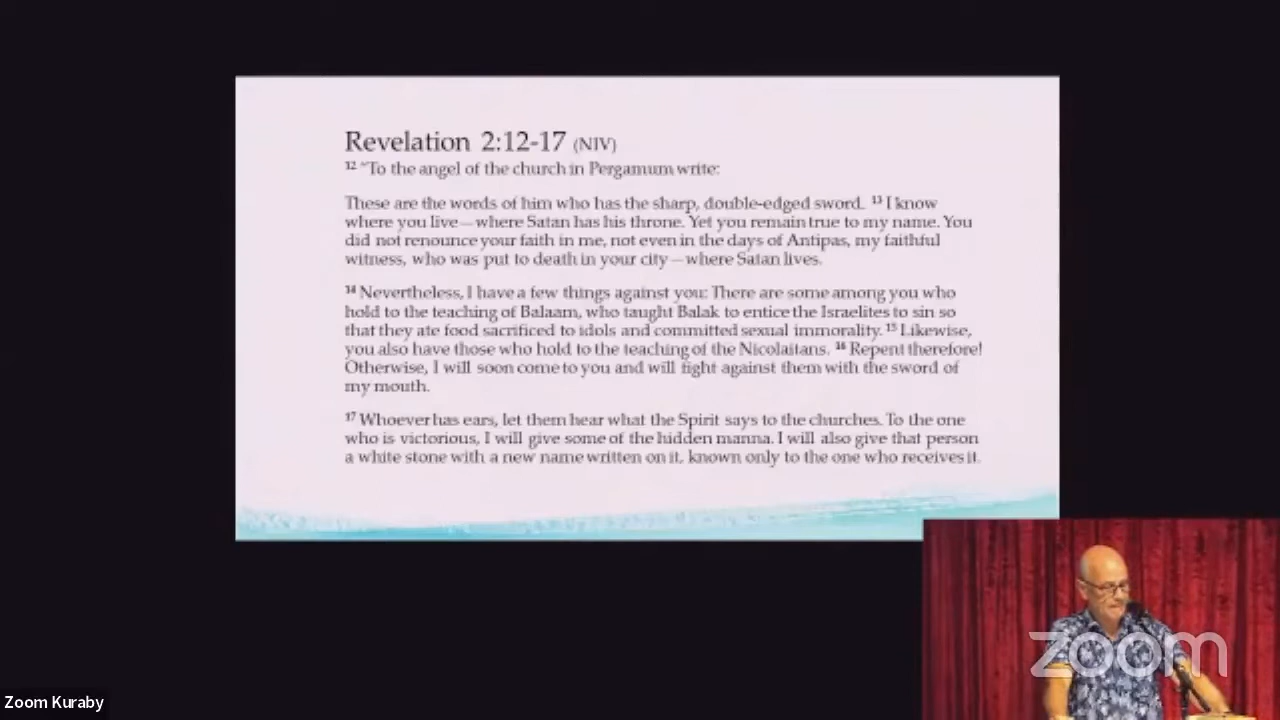 Revelation 2:12-17 (NIV)
12 "To the angel of the church in Pergamum write:
These are the words of him who has the sharp, double-edged sword. 13 I know
where you live—where Satan has his throne. Yet you remain true to my name. You
did not renounce your faith in me, not even in the days of Antipas, my faithful
witness, who was put to death in your city—where Satan lives.
14 Nevertheless, I have a few things against you: There are some among you who
hold to the teaching of Balaam, who taught Balak to entice the Israelites to sin so
that they ate food sacrificed to idols and committed sexual immorality. 15 Likewise,
you also have those who hold to the teaching of the Nicolaitans. 16 Repent therefore!
Otherwise, I will soon come to you and will fight against them with the sword of
my mouth.
17 Whoever has ears, let them hear what the Spirit says to the churches. To the one
who is victorious, I will give some of the hidden manna. I will also give that person
a white stone with a new name written on it, known only to the one who receives it.
zoom
Zoom Kuraby